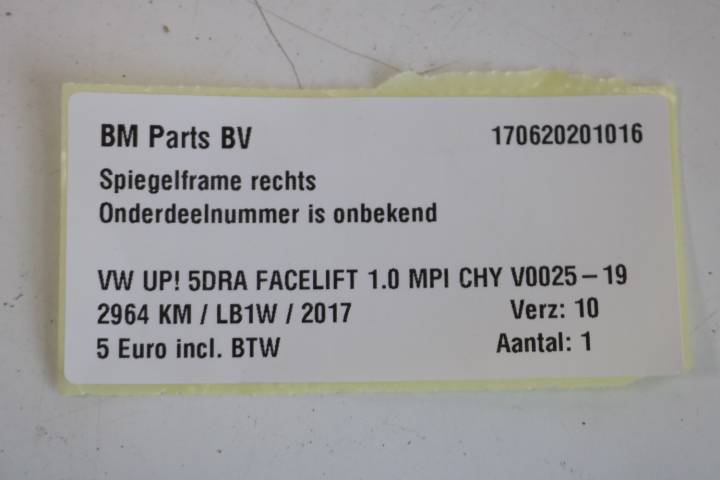 BM Parts BV 170620201016
Spiegelframe rechts
Onderdeelnummer is onbekend
VW UP! 5DRA FACELIFT 1.0 MPI CHY V0025-19
2964 KM / LB1W / 2017 Verz: 10
5 Euro incl. BTW Aantal: 1